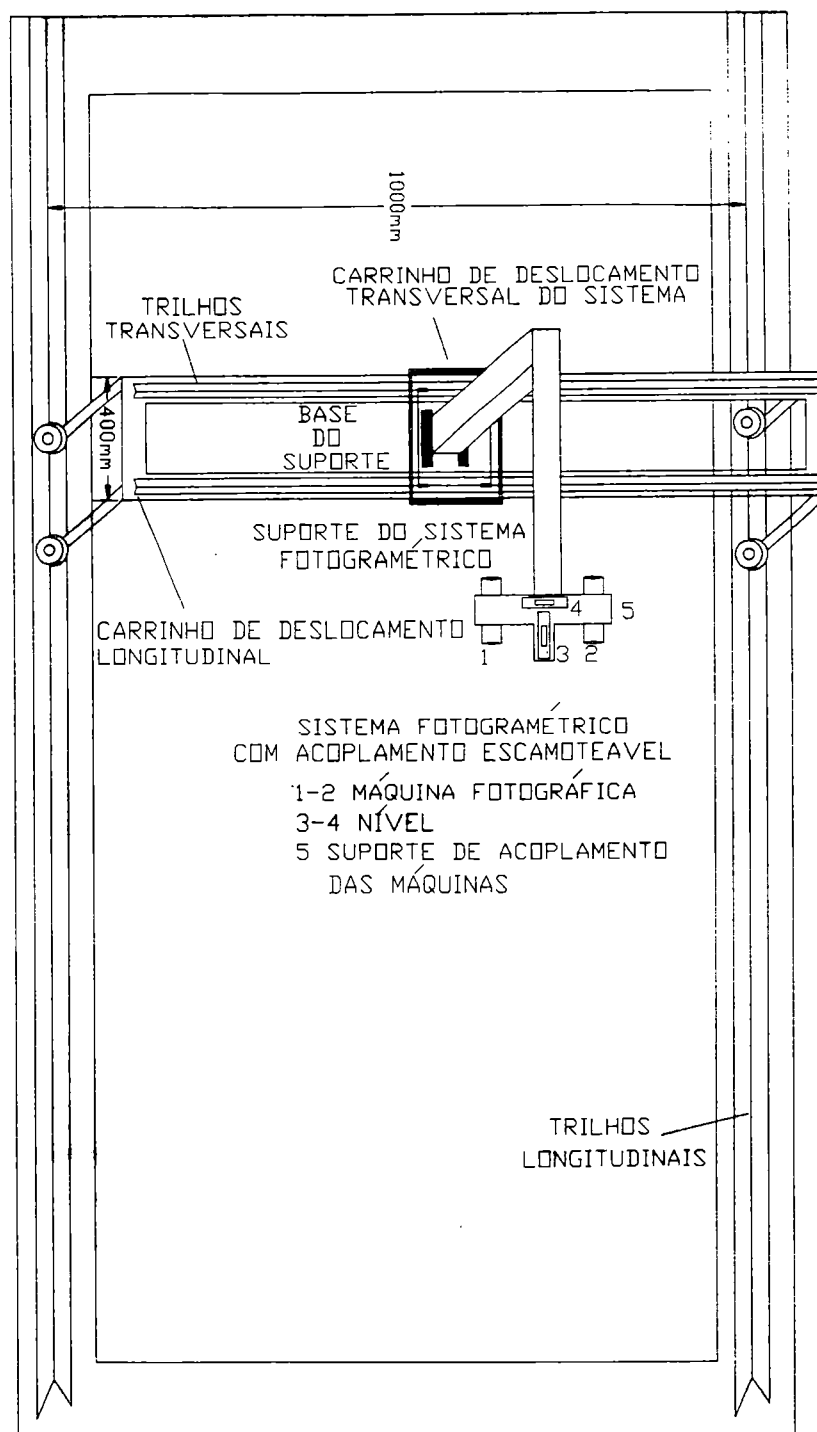 1000mm
CARRINHO DE DESLOCAMENTO
TRANSVERSAL DO SISTEMA
TRILHOS
TRANSVERSAIS
400mm
BASE
DO
SUPORTE
SUPORTE DO SISTEMA
FOTOGRAMÉTRICO
CARRINHO DE DESLOCAMENTO
LONGITUDINAL
4
5
1
3
2
SISTEMA FOTOGRAMÉTRICO
COM ACOPLAMENTO ESCAMOTEÁVEL
1-2 MÁQUINA FOTOGRÁFICA
3-4 NÍVEL
5 SUPORTE DE ACOPLAMENTO
DAS MÁQUINAS
TRILHOS
LONGITUDINAIS